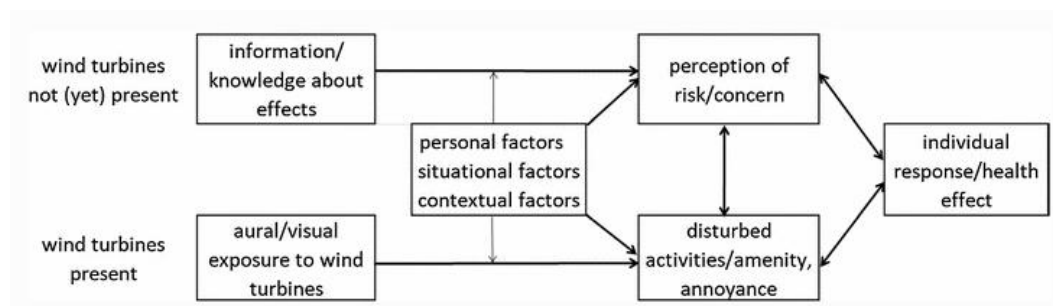 wind turbines
not (yet) present
information/
knowledge about
effects
perception of
risk/concern
personal factors
situational factors
contextual factors
individual
response/health
effect
wind turbines
present
aural/visual
exposure to wind
turbines
disturbed
activities/amenity,
annoyance